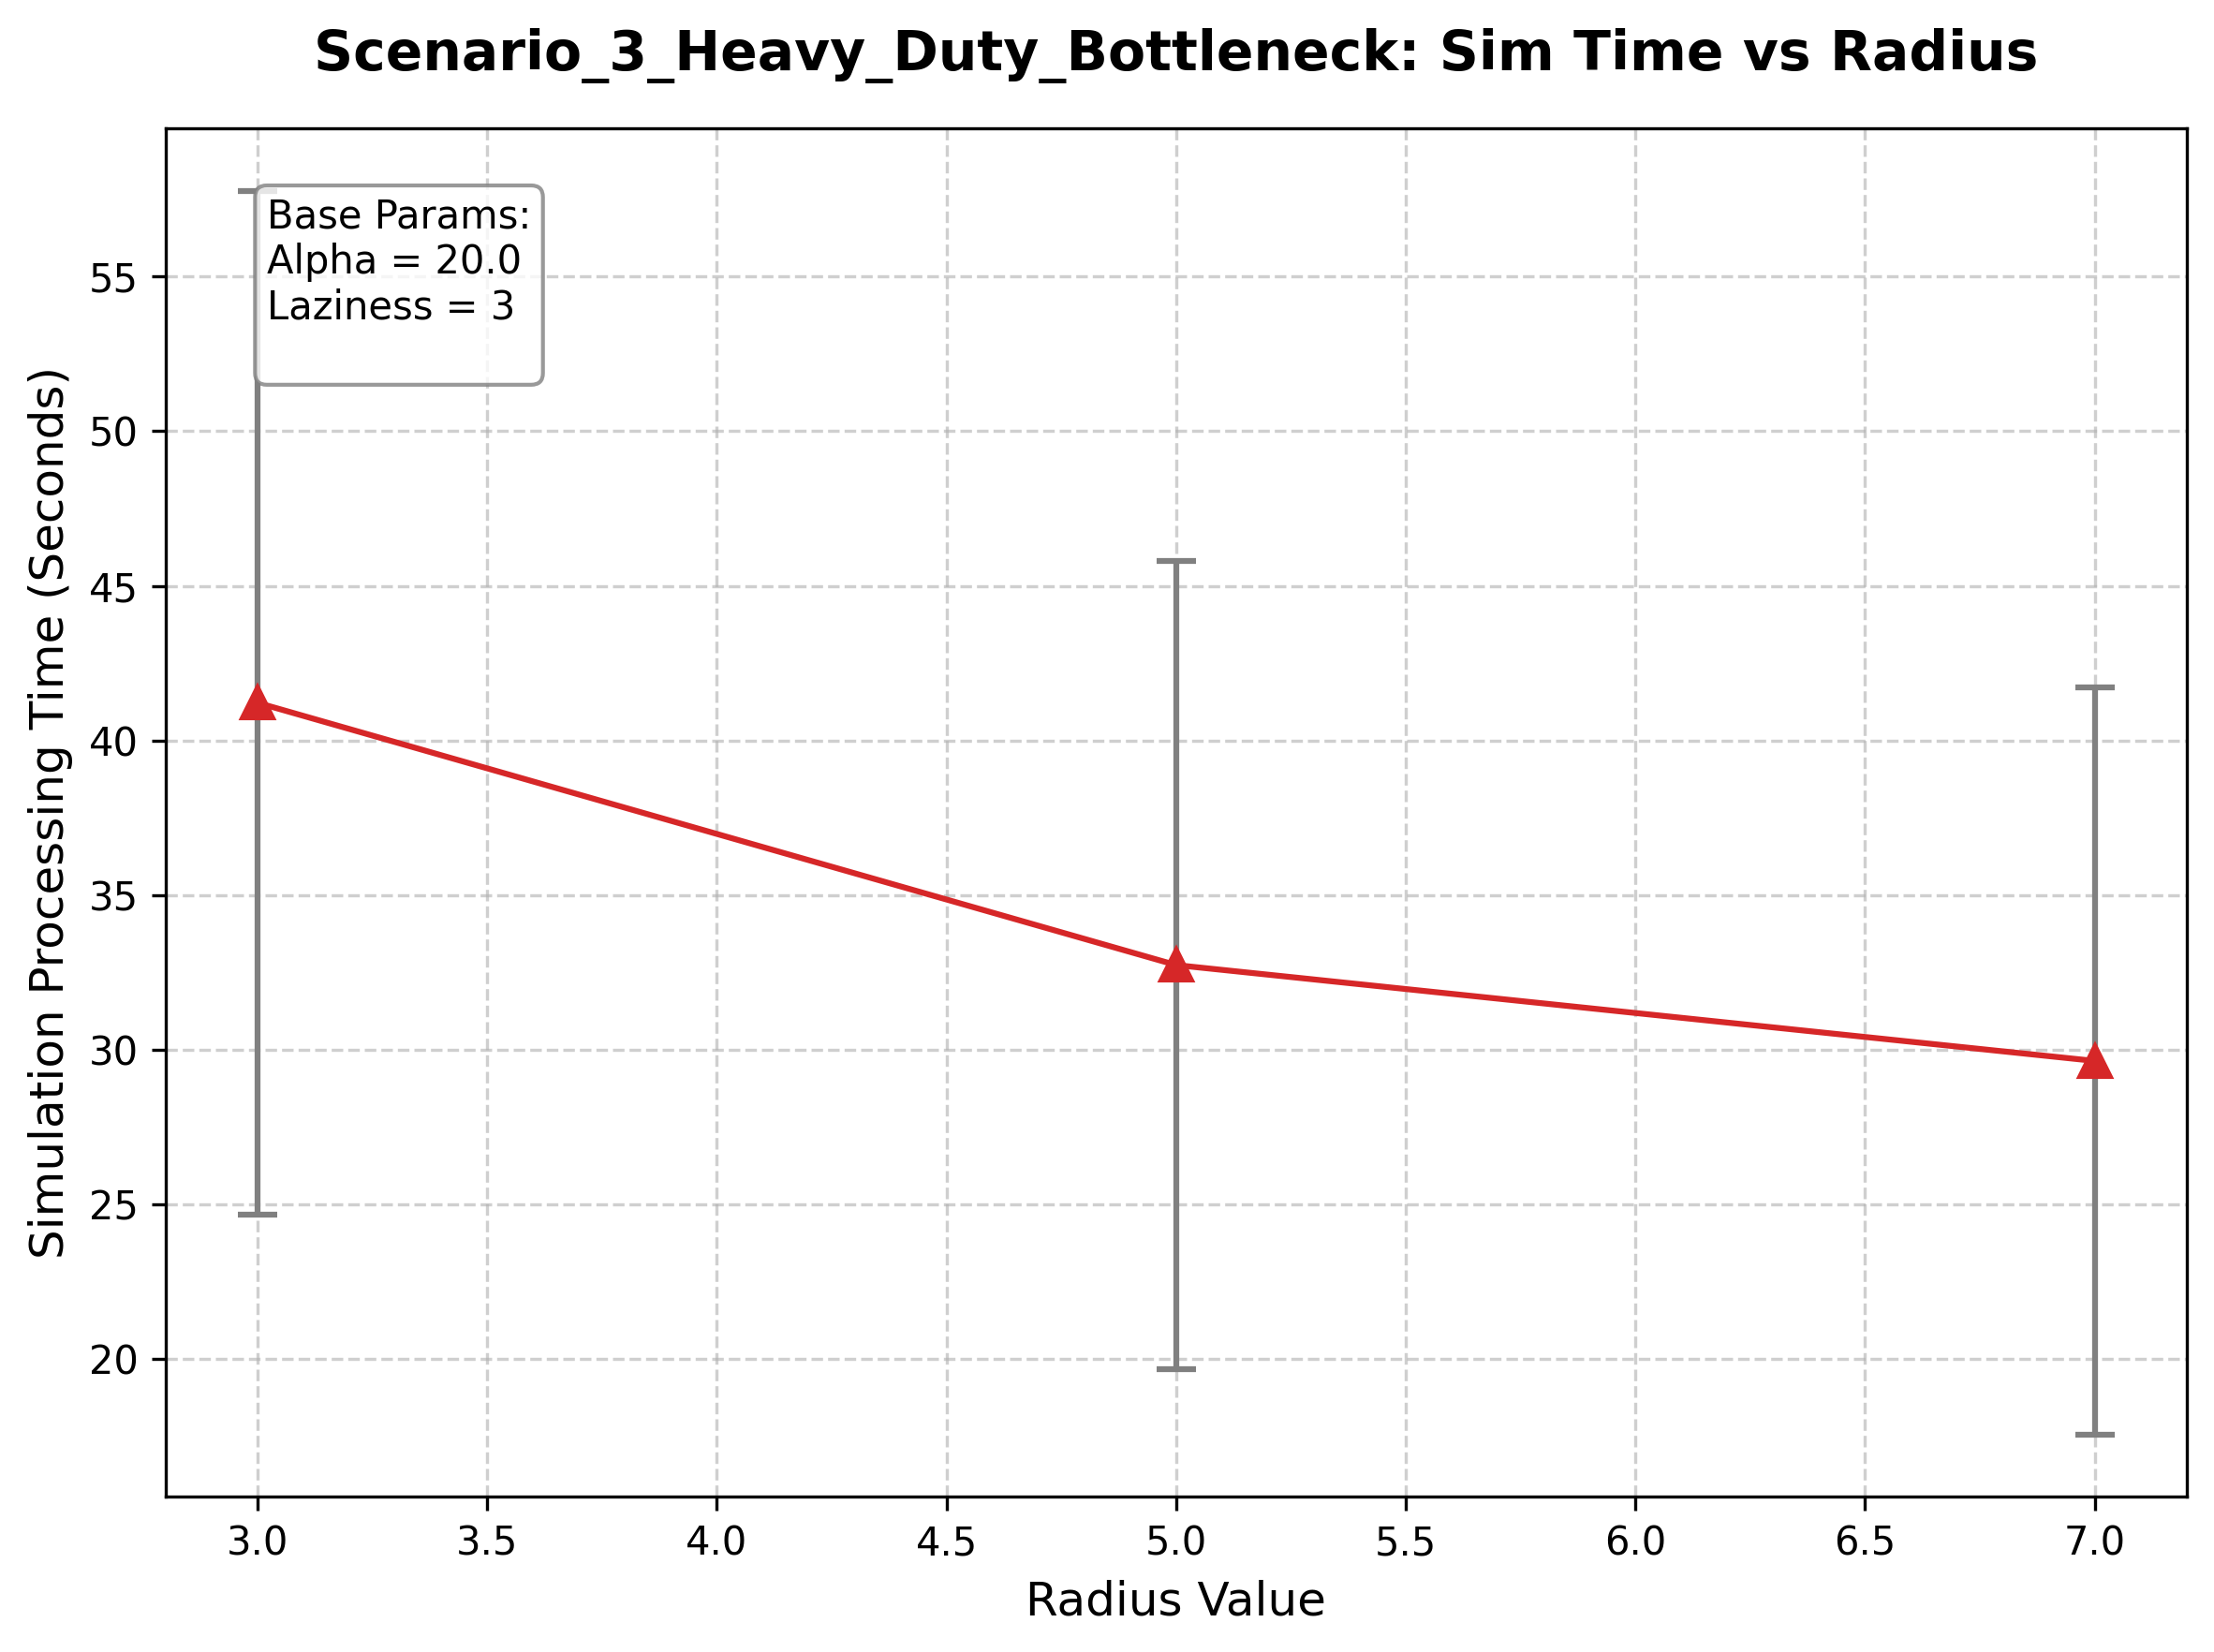 Scenario_3_Heavy_Duty_Bottleneck: Sim Time vs Radius
Base Params:
Alpha = 20.0
Laziness = 3
Simulation Processing Time (Seconds)
55
50
45
40
35
30
25
20
3.0 3.5 4.0 4.5 5.0 5.5 6.0 6.5 7.0
Radius Value